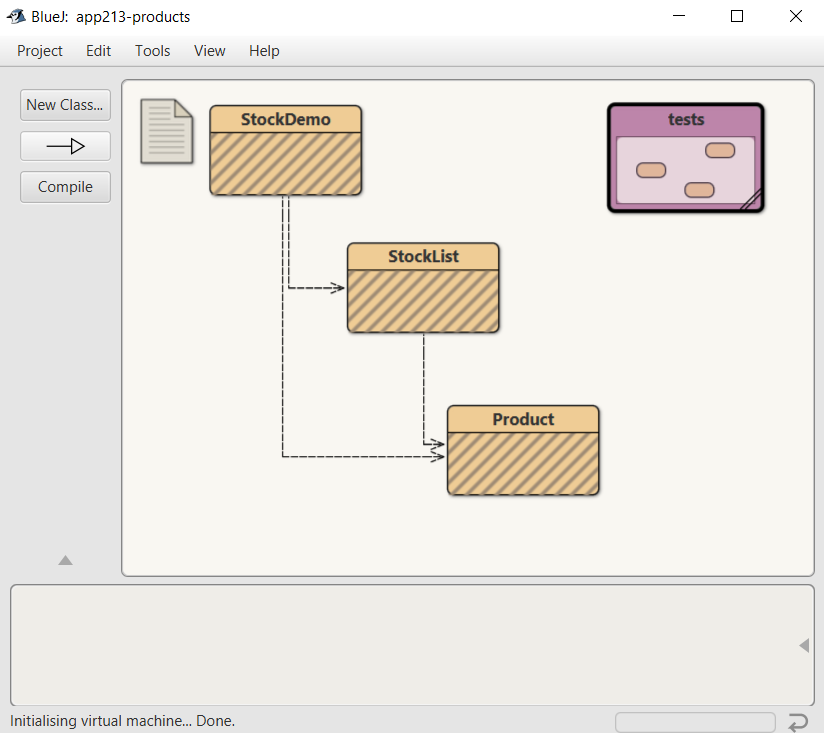 BlueJ:  app213-products
Project Edit Tools View Help
New Class...
Compile
StockDemo
tests
StockList
Product
Initialising virtual machine... Done.